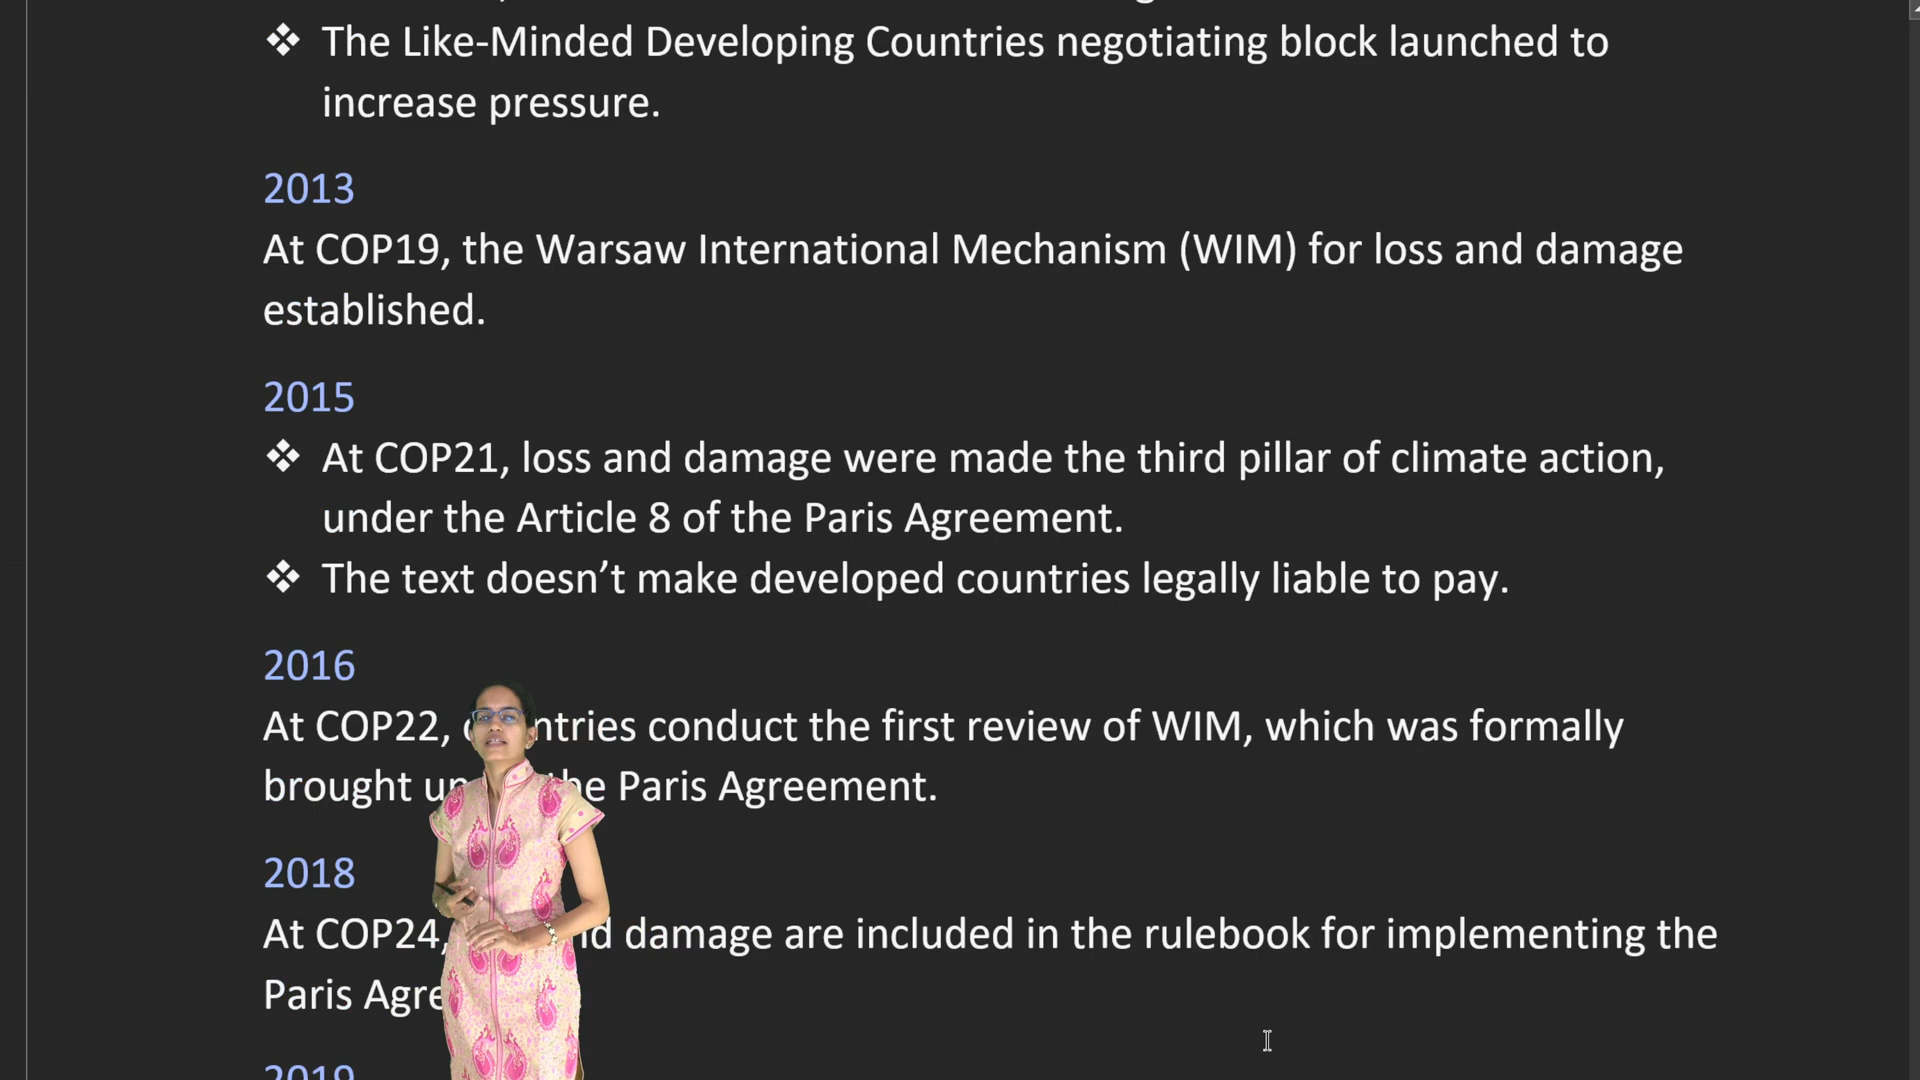 ❖ The Like-Minded Developing Countries negotiating block launched to
increase pressure.
2013
At COP19, the Warsaw International Mechanism (WIM) for loss and damage
established.
2015
❖ At COP21, loss and damage were made the third pillar of climate action,
under the Article 8 of the Paris Agreement.
❖ The text doesn’t make developed countries legally liable to pay.
2016
At COP22, conduct the first review of WIM, which was formally
brought the Paris Agreement.
2018
At COP24, damage are included in the rulebook for implementing the
Paris
2019